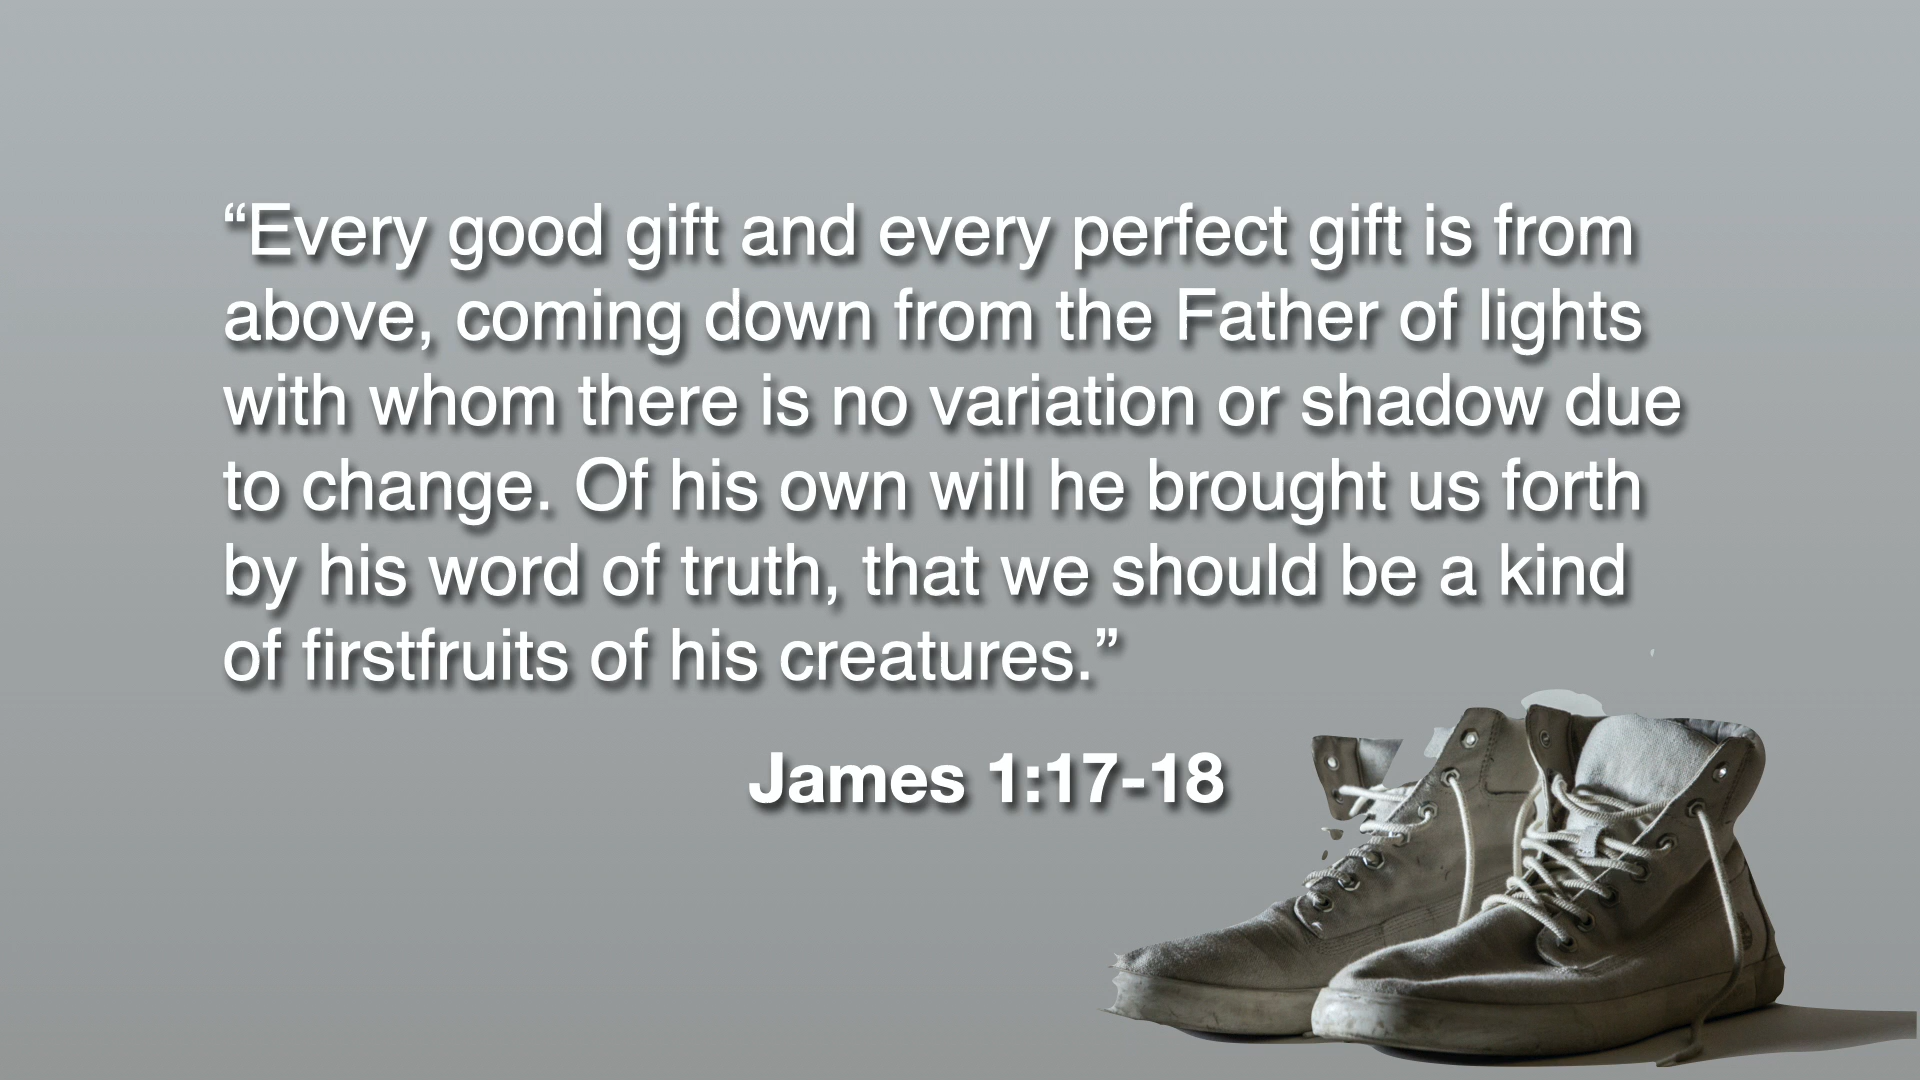 “Every good gift and every perfect gift is from
above, coming down from the Father of lights
with whom there is no variation or shadow due
to change. Of his own will he brought us forth
by his word of truth, that we should be a kind
of firstfruits of his creatures.”
James 1:17-18